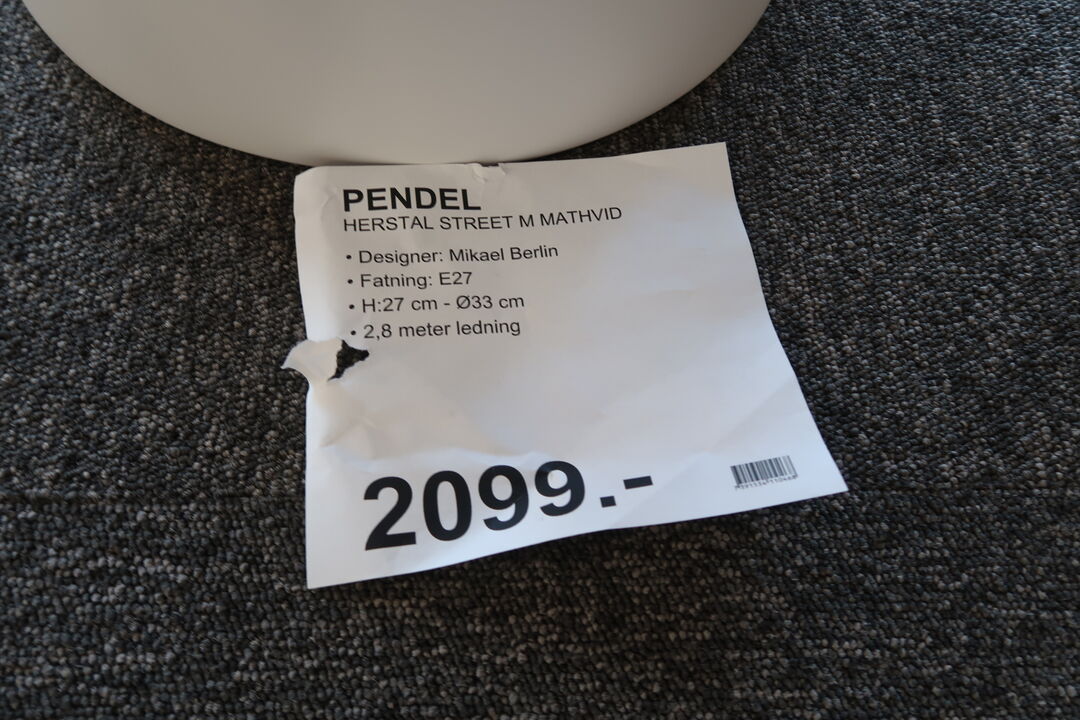 PENDEL
HERSTAL STREET M MATHVID
• Designer: Mikael Berlin
• Fatning: E27
• H:27 cm - Ø33 cm
• 2,8 meter ledning
2099.-